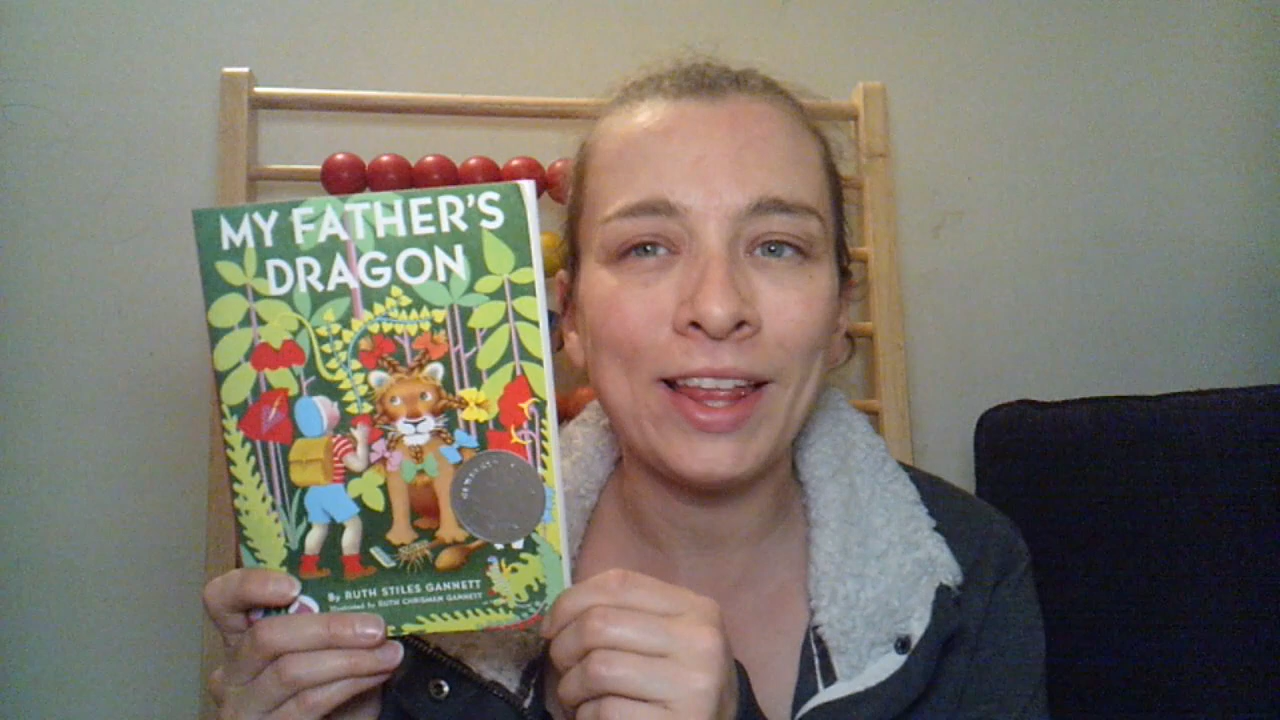 MY FATHER'S
DRAGON
By RUTH STILES GANNETT
Illustrated by RUTH CHRISMAN GANNETT